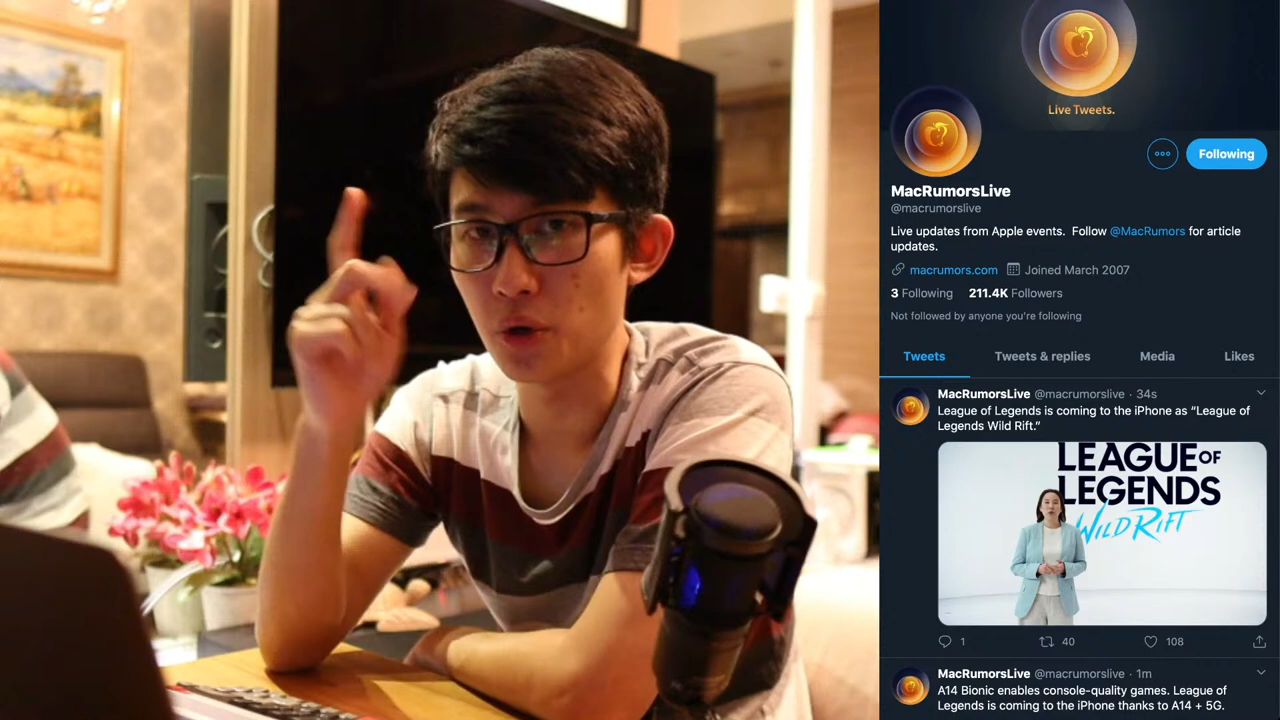 Live Tweets.
Following
MacRumorsLive
@macrumorslive
Live updates from Apple events. Follow @MacRumors for article
updates.
macrumors.com Joined March 2007
3 Following 211.4K Followers
Not followed by anyone you're following
Tweets Tweets & replies Media Likes
MacRumorsLive @macrumorslive · 34s
League of Legends is coming to the iPhone as “League of
Legends Wild Rift.”
LEAGUE OF
LEGENDS
WILD RIFT
1 40 108
MacRumorsLive @macrumorslive · 1m
A14 Bionic enables console-quality games. League of
Legends is coming to the iPhone thanks to A14 + 5G.